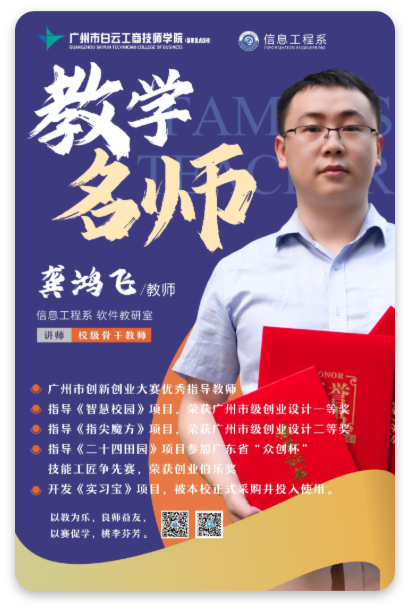 广州市白云工商技师学院
GUANGZHOU BAIYUN TECHNICIAN COLLEGE OF BUSINESS
信息工程系
INFORMATION ENGINEERING
FAMOUS
TEACHER
教学
名师
龚鸿飞/教师
信息工程系 软件教研室
讲师 校级骨干教师
广州市创新创业大赛优秀指导教师
指导《智慧校园》项目，荣获广州市级创业设计一等奖
指导《指尖魔方》项目，荣获广州市级创业设计二等奖
指导《二十四田园》项目参加广东省“众创杯”
技能工匠争先赛，荣获创业伯乐奖
开发《实习宝》项目，被本校正式采购并投入使用。
以教为乐，良师益友，
以赛促学，桃李芬芳。
HONOR